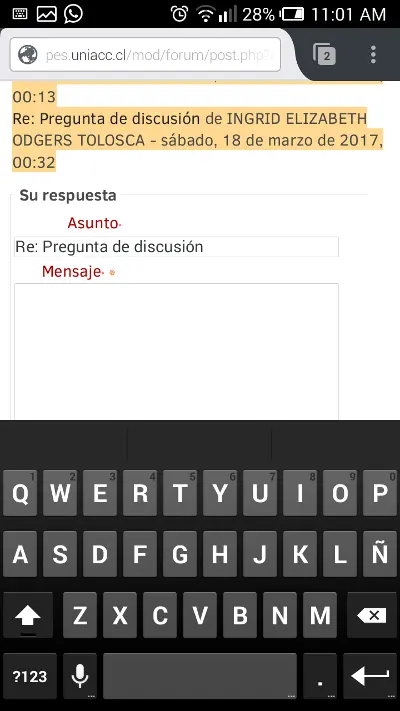 28% 11:01 AM
pes.uniacc.cl/mod/forum/post.php?
2
00:13
Re: Pregunta de discusión de INGRID ELIZABETH
ODGERS TOLOSCA - sábado, 18 de marzo de 2017,
00:32
Su respuesta
Asunto
Re: Pregunta de discusión
Mensaje
1 2 3 4 5 6 7 8 9 0
Q W E R T Y U I O P
A S D F G H J K L Ñ
Z X C V B N M
?123 . ...